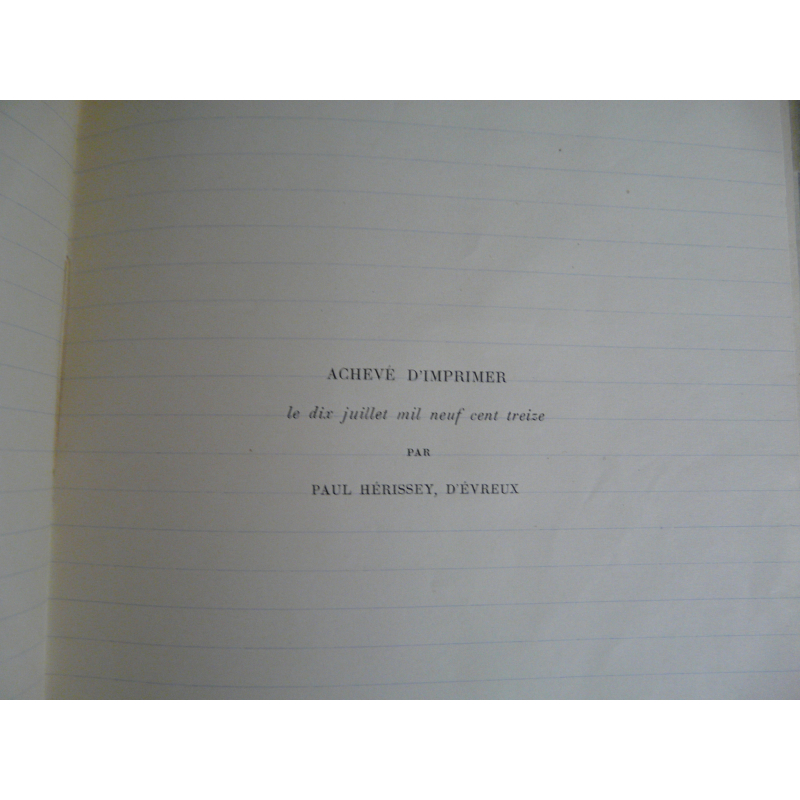 ACHEVÉ D'IMPRIMER
le dix juillet mil neuf cent treize
PAR
PAUL HÉRISSEY, D'ÉVREUX